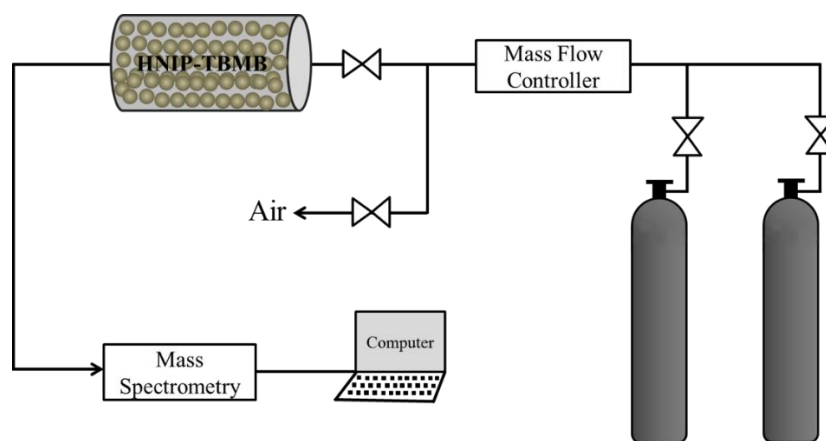 HNIP-TBMB
Mass Flow
Controller
Air
Computer
Mass
Spectrometry